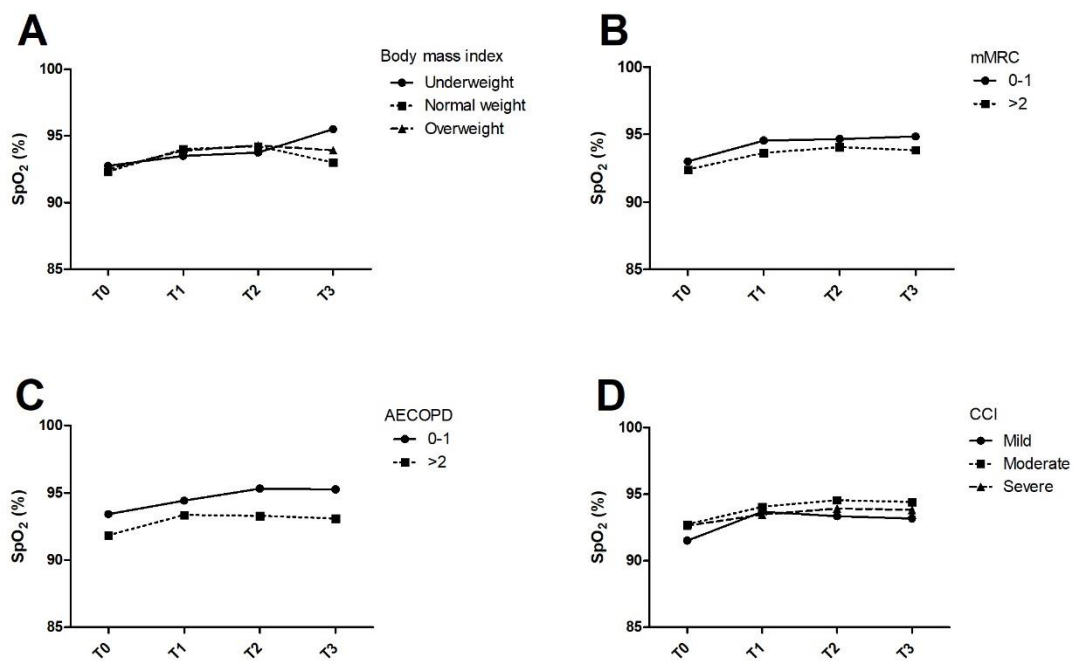 A
Body mass index
Underweight
Normal weight
Overweight
SpO₂ (%)
100
95
90
85
T0
T1
T2
T3
B
mMRC
0-1
>2
SpO₂ (%)
100
95
90
85
T0
T1
T2
T3
C
AECOPD
0-1
>2
SpO₂ (%)
100
95
90
85
T0
T1
T2
T3
D
CCI
Mild
Moderate
Severe
SpO₂ (%)
100
95
90
85
T0
T1
T2
T3